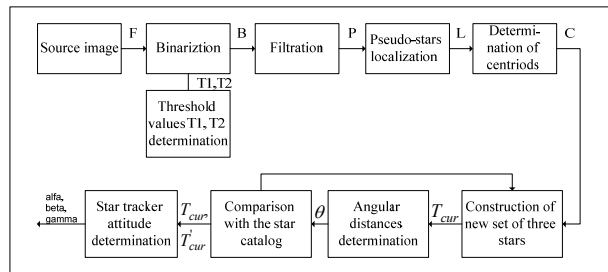 Source image
F
Binariztion
B
Filtration
P
Pseudo-stars
localization
L
Determi-
nation of
centriods
C
T1,T2
Threshold
values T1, T2
determination
alfa,
beta,
gamma
Star tracker
attitude
determination
T_cur,
T'_cur
Comparison
with the star
catalog
θ
Angular
distances
determination
T_cur
Construction of
new set of three
stars